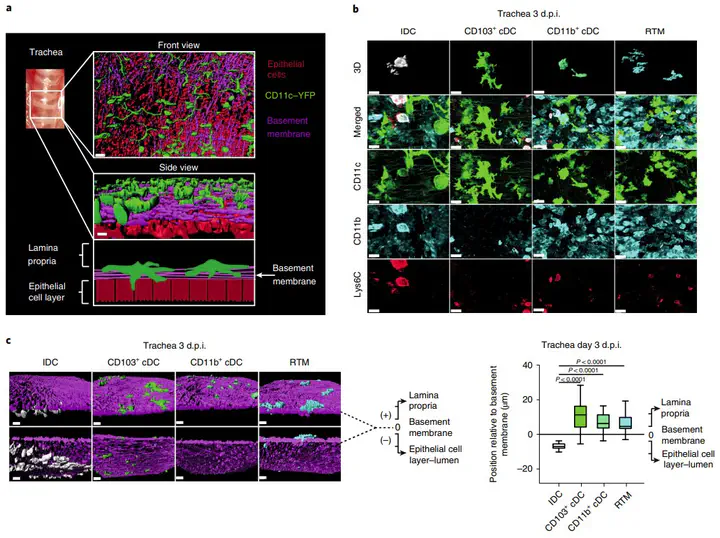 a
Trachea
Front view
Epithelial
cells
CD11c–YFP
Basement
membrane
Side view
Lamina
propria
Epithelial
cell layer
Basement
membrane
b
Trachea 3 d.p.i.
IDC CD103+ cDC CD11b+ cDC RTM
3D
Merged
CD11c
CD11b
Lys6C
c
Trachea 3 d.p.i.
IDC CD103+ cDC CD11b+ cDC RTM
(+)
0
(–)
Lamina
propria
Basement
membrane
Epithelial cell
layer–lumen
Trachea day 3 d.p.i.
Position relative to basement
membrane (µm)
40
20
0
–20
P < 0.0001
P < 0.0001
P < 0.0001
IDC
CD103+ cDC
CD11b+ cDC
RTM
Lamina
propria
0
Basement
membrane
Epithelial cell
layer–lumen